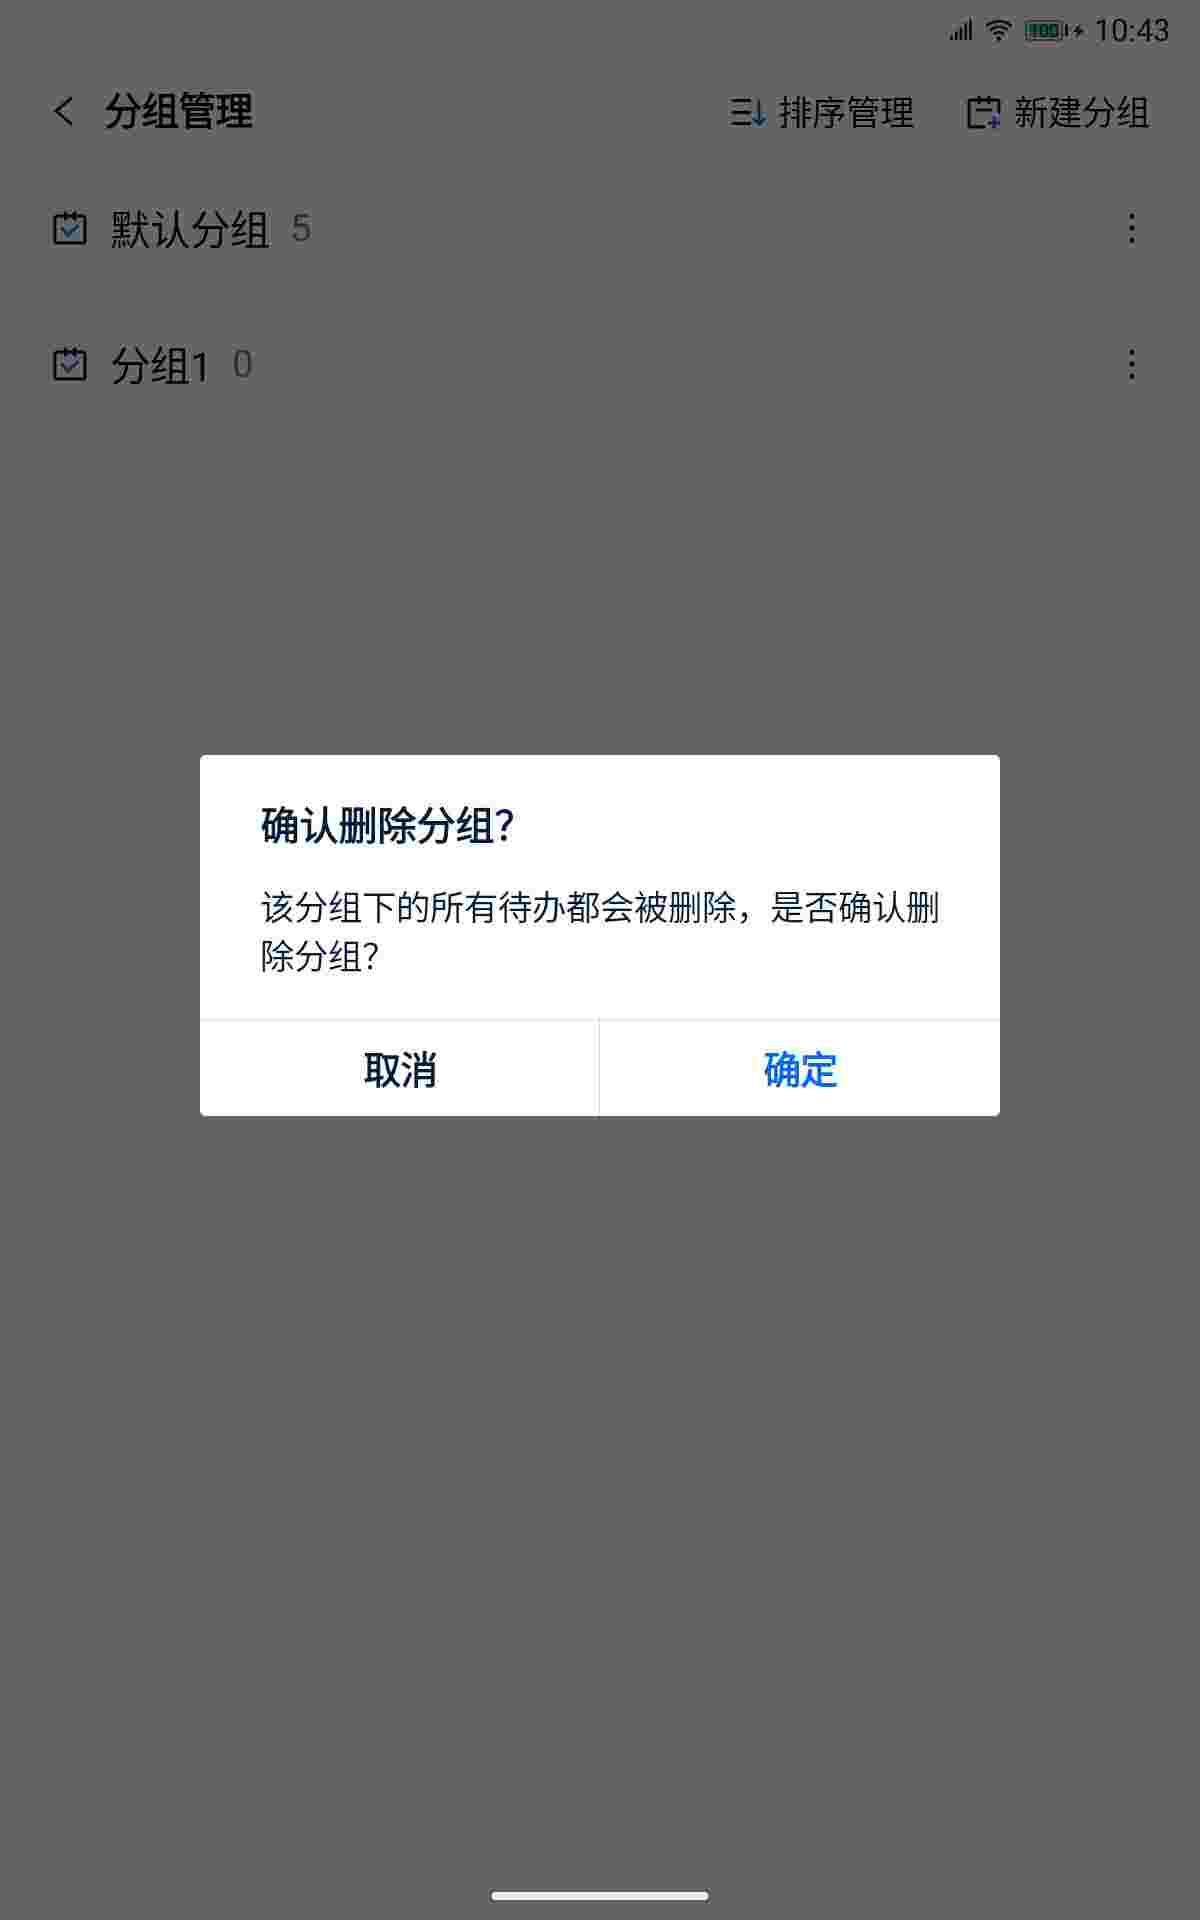 100 10:43
分组管理 排序管理 新建分组
默认分组 5
分组1 0
确认删除分组?
该分组下的所有待办都会被删除，是否确认删
除分组?
取消 确定